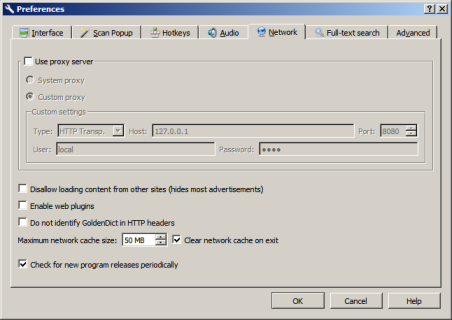 Preferences
Interface Scan Popup Hotkeys Audio Network Full-text search Advanced
Use proxy server
System proxy
Custom proxy
Custom settings
Type: HTTP Transp. Host: 127.0.0.1 Port: 8080
User: local Password: ●●●●
Disallow loading content from other sites (hides most advertisements)
Enable web plugins
Do not identify GoldenDict in HTTP headers
Maximum network cache size: 50 MB Clear network cache on exit
Check for new program releases periodically
OK Cancel Help